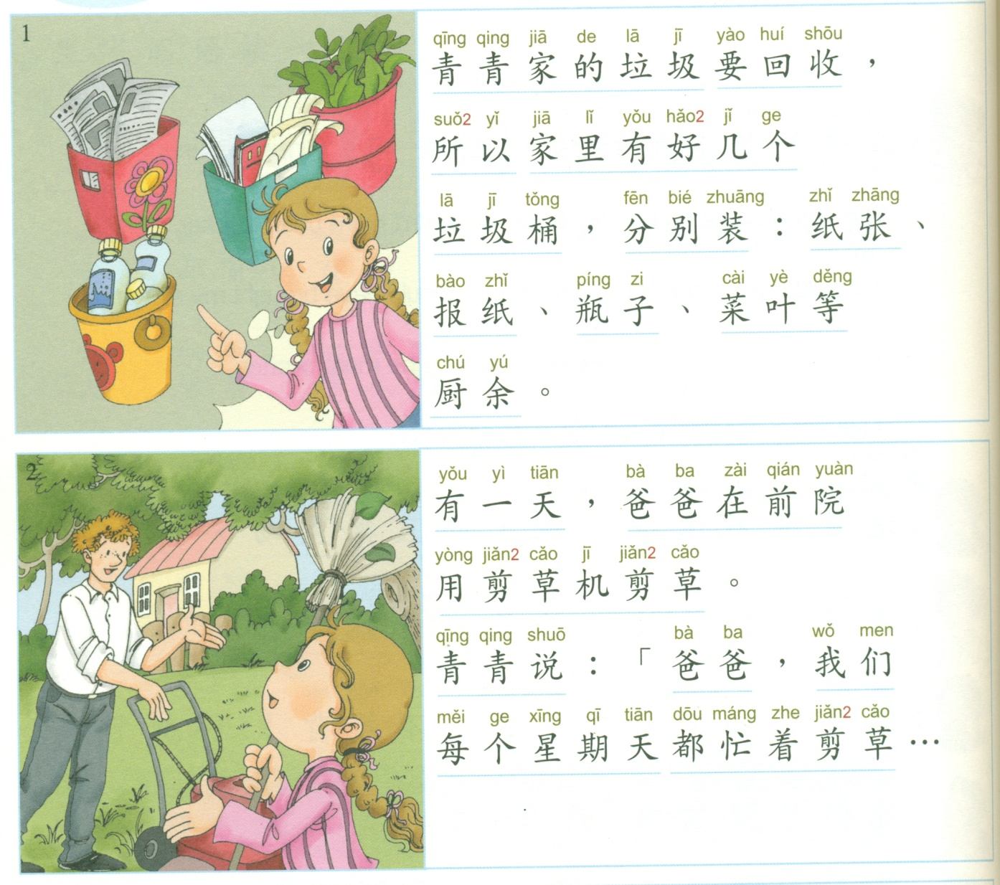 1
qīng qing jiā de lā jī yào huí shōu
青青家的垃圾要回收，
suǒ2 yǐ jiā lǐ yǒu hǎo2 jǐ ge
所以家里有好几个
lā jī tǒng fēn bié zhuāng zhǐ zhāng
垃圾桶，分别装：纸张、
bào zhǐ píng zi cài yè děng
报纸、瓶子、菜叶等
chú yú
厨余。
2
yǒu yì tiān bà ba zài qián yuàn
有一天，爸爸在前院
yòng jiǎn2 cǎo jī jiǎn2 cǎo
用剪草机剪草。
qīng qing shuō bà ba wǒ men
青青说：「爸爸，我们
měi ge xīng qī tiān dōu máng zhe jiǎn2 cǎo
每个星期天都忙着剪草…